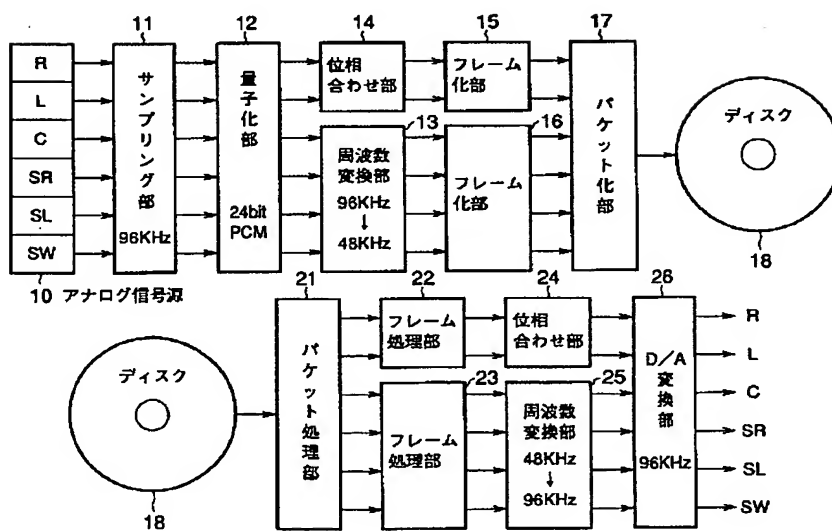 11
12
14
15
17
R
L
C
SR
SL
SW
サンプリング部
96KHz
量子化部
24bit
PCM
位相
合わせ部
フレーム
化部
13
周波数
変換部
96KHz
↓
48KHz
16
フレーム
化部
パケット化部
ディスク
18
10 アナログ信号源
21
22
24
26
ディスク
18
パケット処理部
フレーム
処理部
位相
合わせ部
23
フレーム
処理部
25
周波数
変換部
48KHz
↓
96KHz
D/A
変換部
96KHz
R
L
C
SR
SL
SW